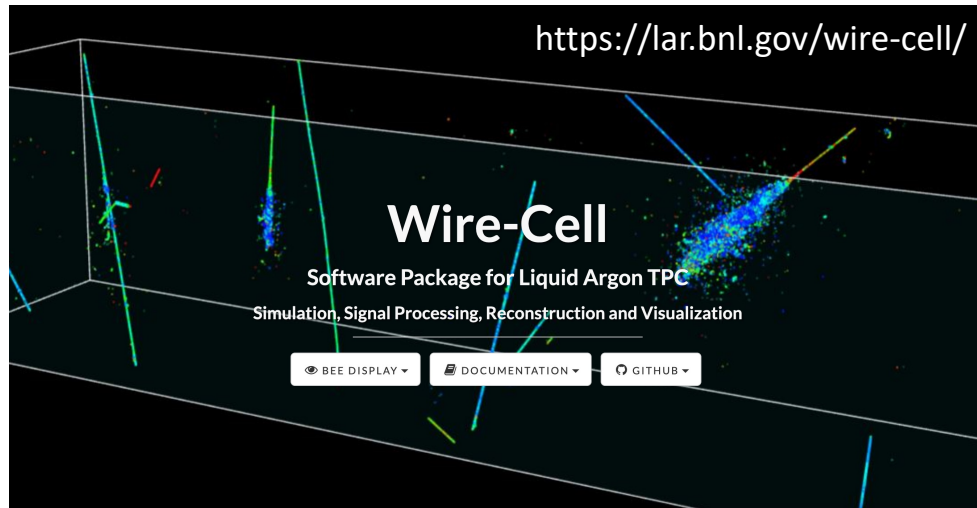 https://lar.bnl.gov/wire-cell/
Wire-Cell
Software Package for Liquid Argon TPC
Simulation, Signal Processing, Reconstruction and Visualization
BEE DISPLAY
DOCUMENTATION
GITHUB